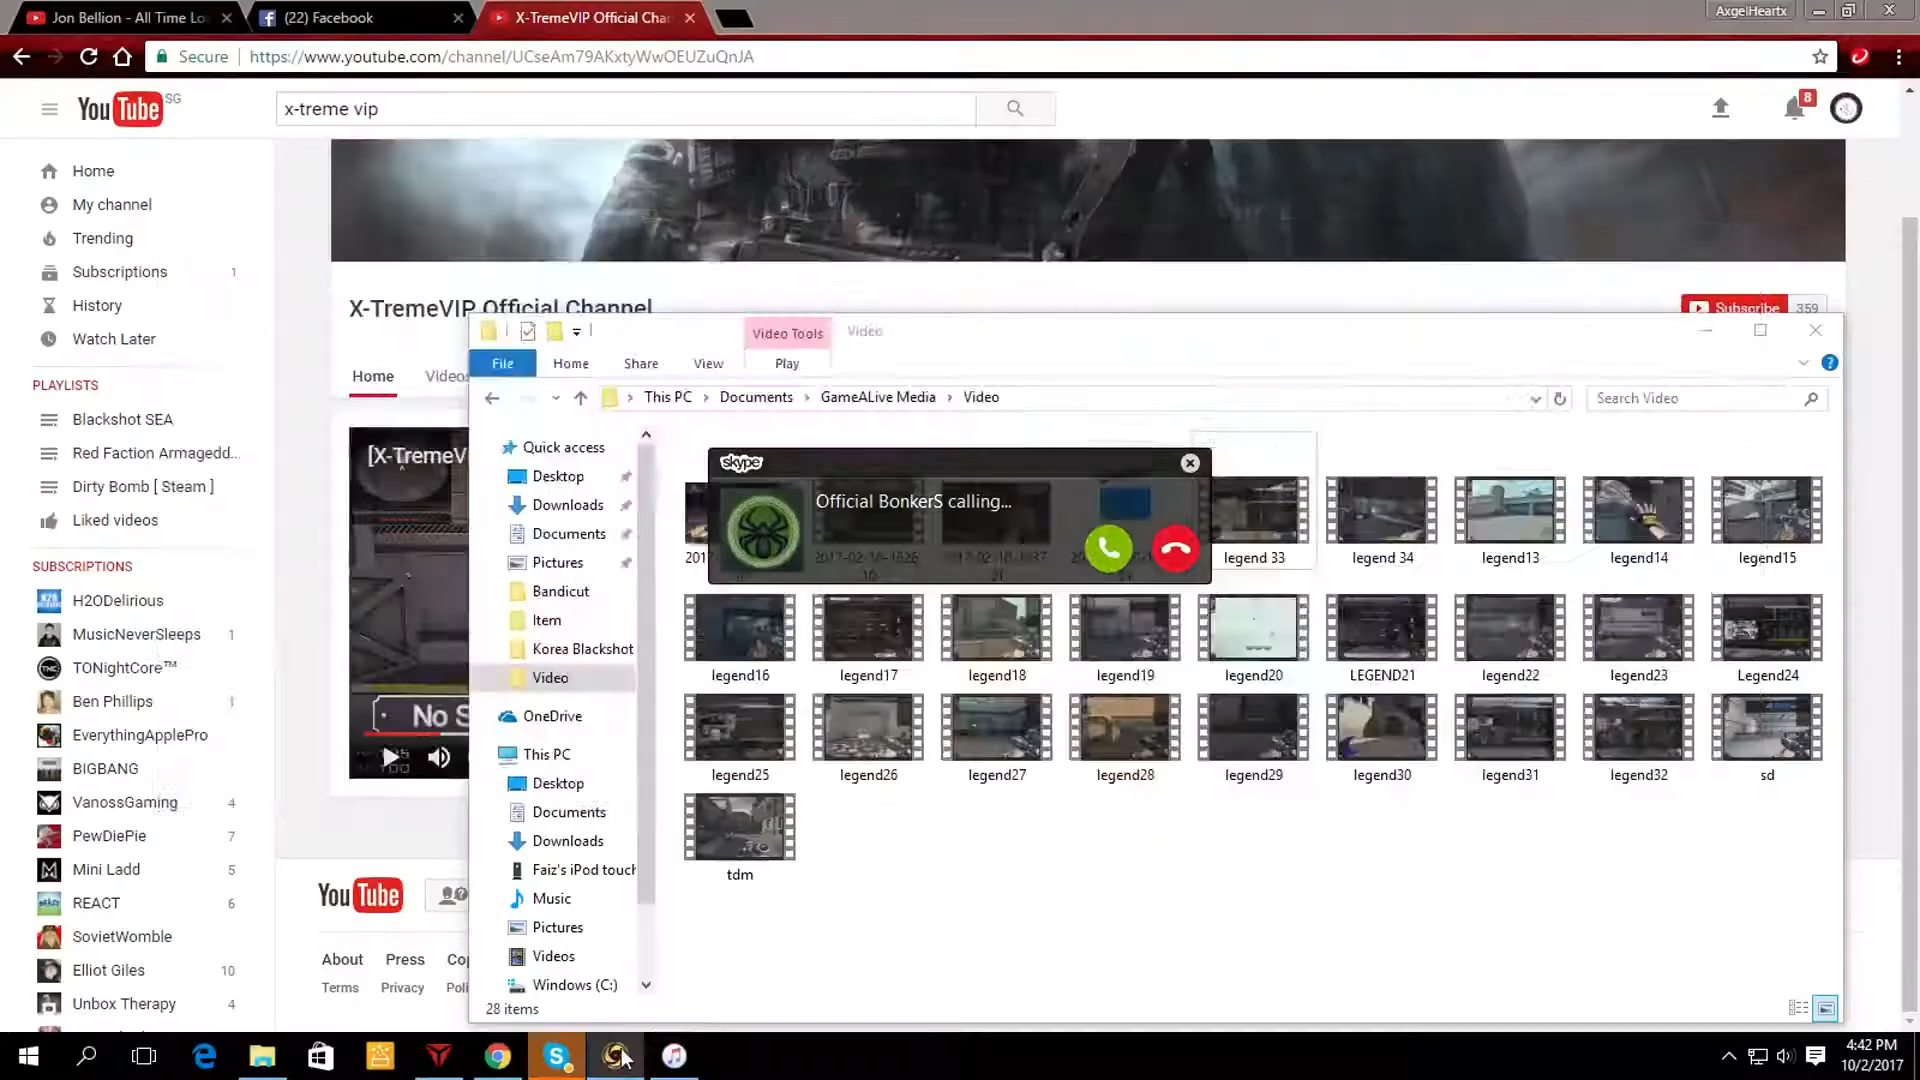 Jon Bellion - All Time Lo
(22) Facebook
X-TremeVIP Official Cha
AxgelHeartx
Secure
https://www.youtube.com/channel/UCseAm79AKxtyWwOEUZuQnJA
YouTube SG
x-treme vip
8
Home
My channel
Trending
Subscriptions 1
History
Watch Later
PLAYLISTS
Blackshot SEA
Red Faction Armagedd...
Dirty Bomb [ Steam ]
Liked videos
SUBSCRIPTIONS
H2ODelirious
MusicNeverSleeps 1
TONightCore™
Ben Phillips 1
EverythingApplePro
BIGBANG
VanossGaming 4
PewDiePie 7
Mini Ladd 5
REACT 6
SovietWomble
Elliot Giles 10
Unbox Therapy 4
X-TremeVIP Official Channel
Subscribe 359
Home
Videos
[X-TremeVI
No S
YouTube
About Press Cop
Terms Privacy Poli
Video Tools
Video
File Home Share View Play
This PC > Documents > GameALive Media > Video
Search Video
Quick access
Desktop
Downloads
Documents
Pictures
Bandicut
Item
Korea Blackshot
Video
OneDrive
This PC
Desktop
Documents
Downloads
Faiz's iPod touch
Music
Pictures
Videos
Windows (C:)
28 items
skype
Official BonkerS calling...
legend 33
legend 34
legend13
legend14
legend15
legend16
legend17
legend18
legend19
legend20
LEGEND21
legend22
legend23
Legend24
legend25
legend26
legend27
legend28
legend29
legend30
legend31
legend32
sd
tdm
4:42 PM
10/2/2017